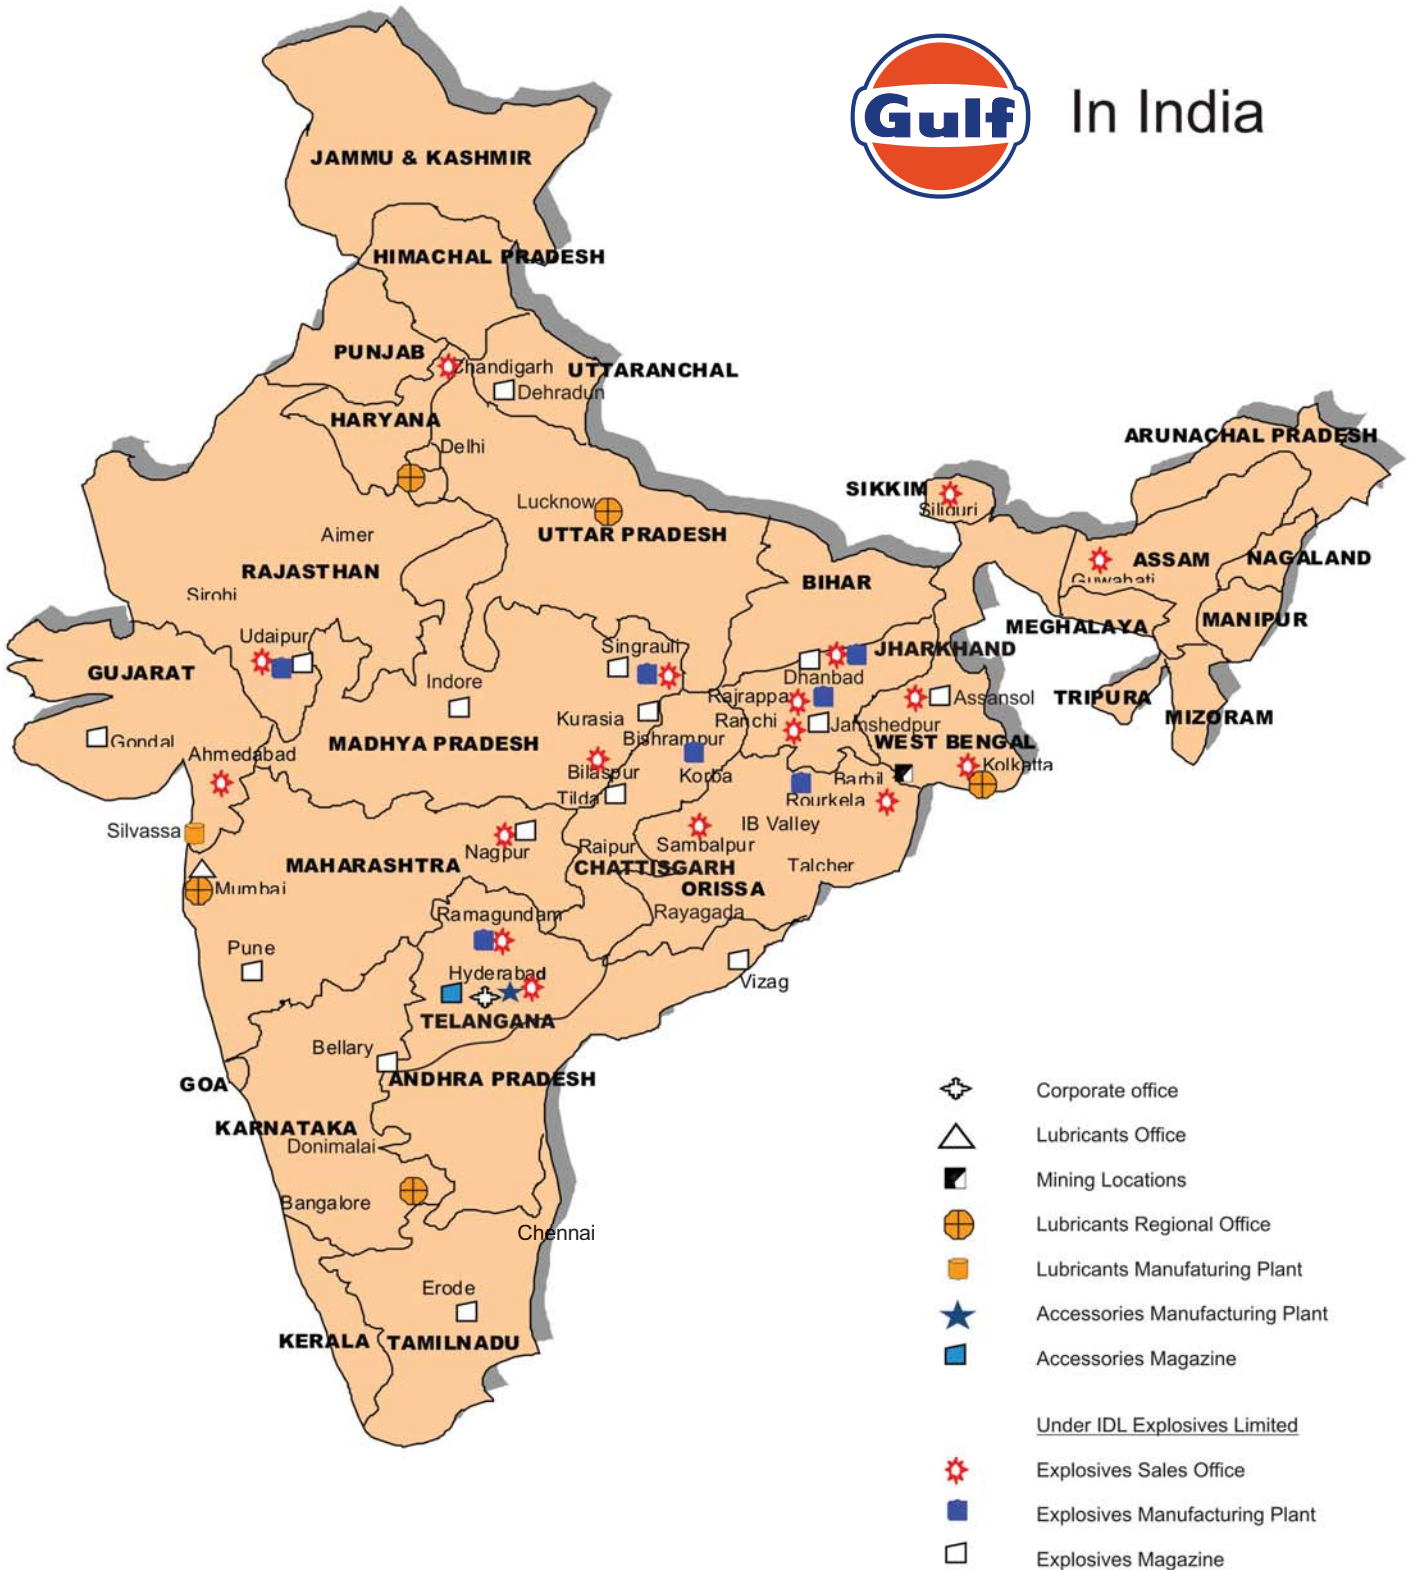 Gulf
In India
JAMMU & KASHMIR
HIMACHAL PRADESH
PUNJAB
Chandigarh
UTTARANCHAL
Dehradun
HARYANA
Delhi
ARUNACHAL PRADESH
SIKKIM
Siliguri
Lucknow
UTTAR PRADESH
Ajmer
RAJASTHAN
Sirohi
BIHAR
ASSAM
NAGALAND
Guwahati
MEGHALAYA
MANIPUR
Udaipur
Singrauli
JHARKHAND
GUJARAT
Indore
Dhanbad
Rajrappa
Assansol
TRIPURA
MIZORAM
Kurasia
Ranchi
Jamshedpur
Gondal
Ahmedabad
MADHYA PRADESH
Bishrampur
WEST BENGAL
Kolkatta
Bilaspur
Korba
Barbil
Tilda
Rourkela
Silvassa
IB Valley
MAHARASHTRA
Nagpur
Raipur
Sambalpur
CHATTISGARH
Talcher
Mumbai
ORISSA
Ramagundam
Rayagada
Pune
Hyderabad
Vizag
TELANGANA
Bellary
GOA
ANDHRA PRADESH
KARNATAKA
Donimalai
Bangalore
Chennai
Erode
KERALA
TAMILNADU
Corporate office
Lubricants Office
Mining Locations
Lubricants Regional Office
Lubricants Manufaturing Plant
Accessories Manufacturing Plant
Accessories Magazine
Under IDL Explosives Limited
Explosives Sales Office
Explosives Manufacturing Plant
Explosives Magazine